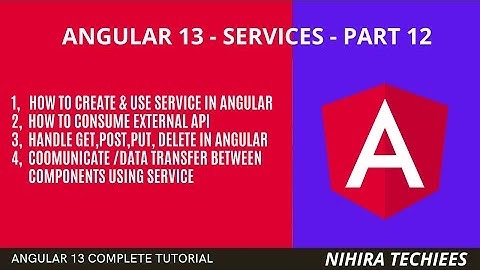 ANGULAR 13 - SERVICES - PART 12
1, HOW TO CREATE & USE SERVICE IN ANGULAR
2, HOW TO CONSUME EXTERNAL API
3, HANDLE GET,POST,PUT, DELETE IN ANGULAR
4, COOMUNICATE /DATA TRANSFER BETWEEN
COMPONENTS USING SERVICE
A
ANGULAR 13 COMPLETE TUTORIAL
NIHIRA TECHIEES